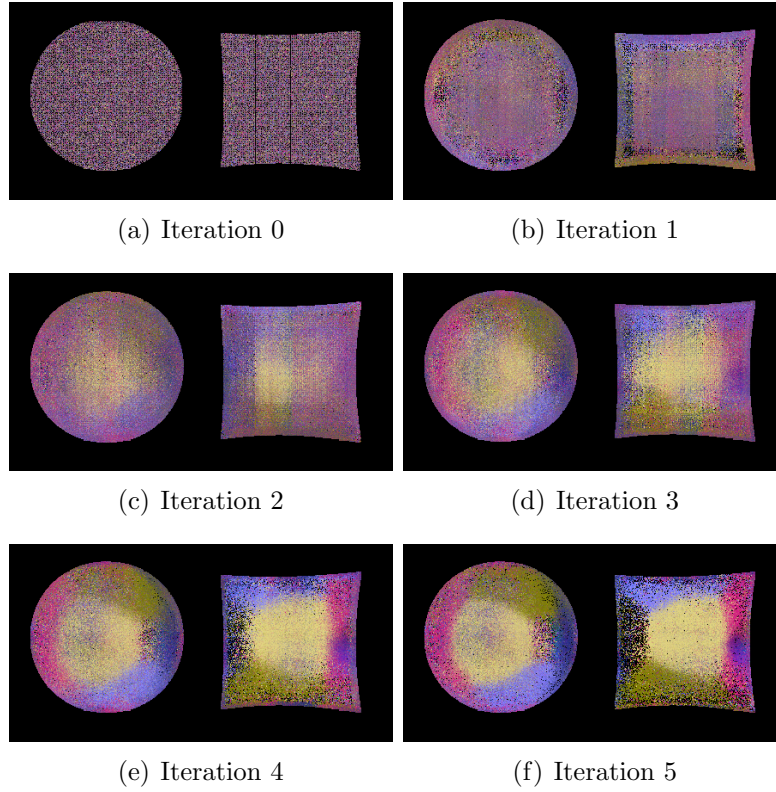 (a) Iteration 0
(b) Iteration 1
(c) Iteration 2
(d) Iteration 3
(e) Iteration 4
(f) Iteration 5